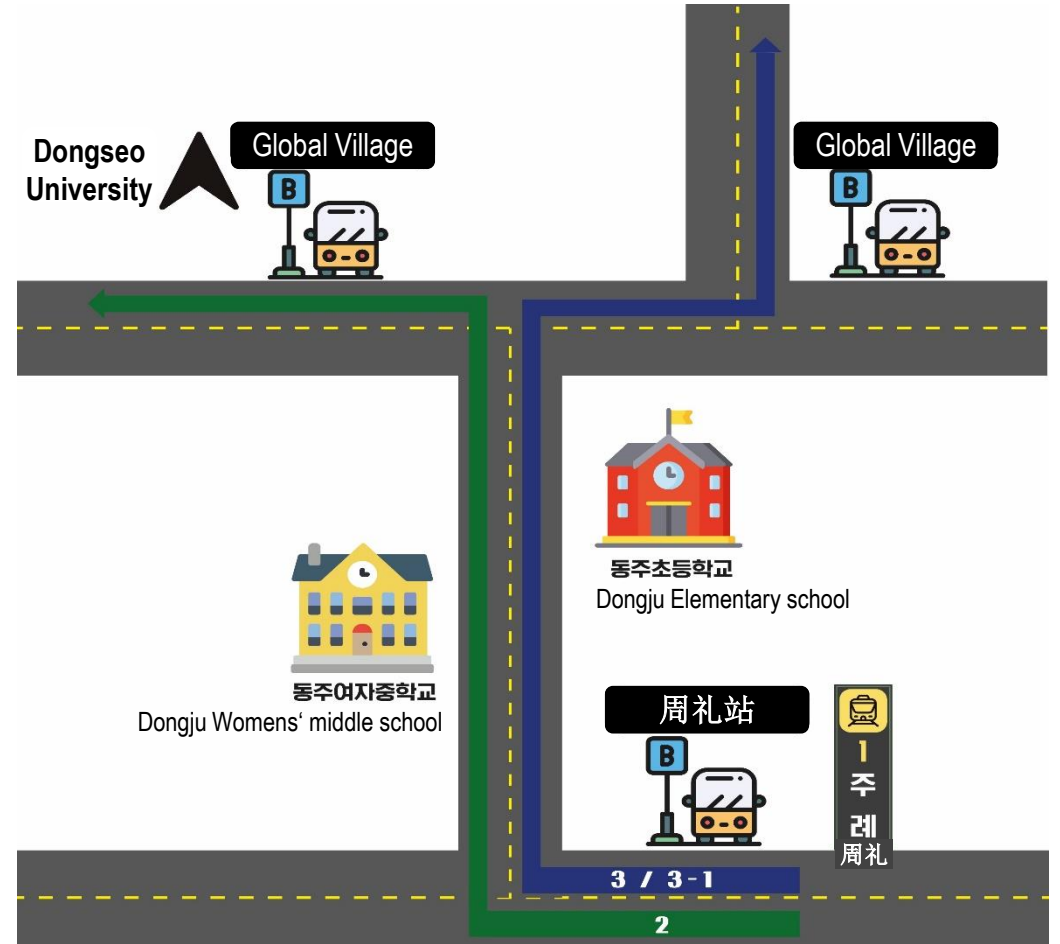 Dongseo
University
Global Village
B
Global Village
B
동주초등학교
Dongju Elementary school
동주여자중학교
Dongju Womens‘ middle school
周礼站
B
1
주
례
周礼
3 / 3-1
2